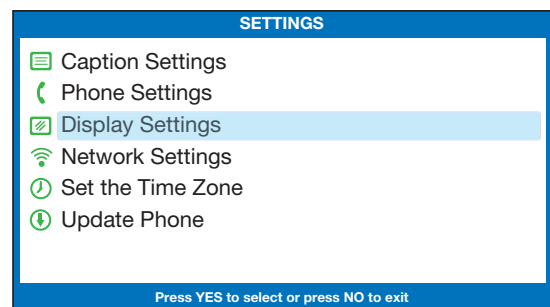 SETTINGS
Caption Settings
Phone Settings
Display Settings
Network Settings
Set the Time Zone
Update Phone
Press YES to select or press NO to exit